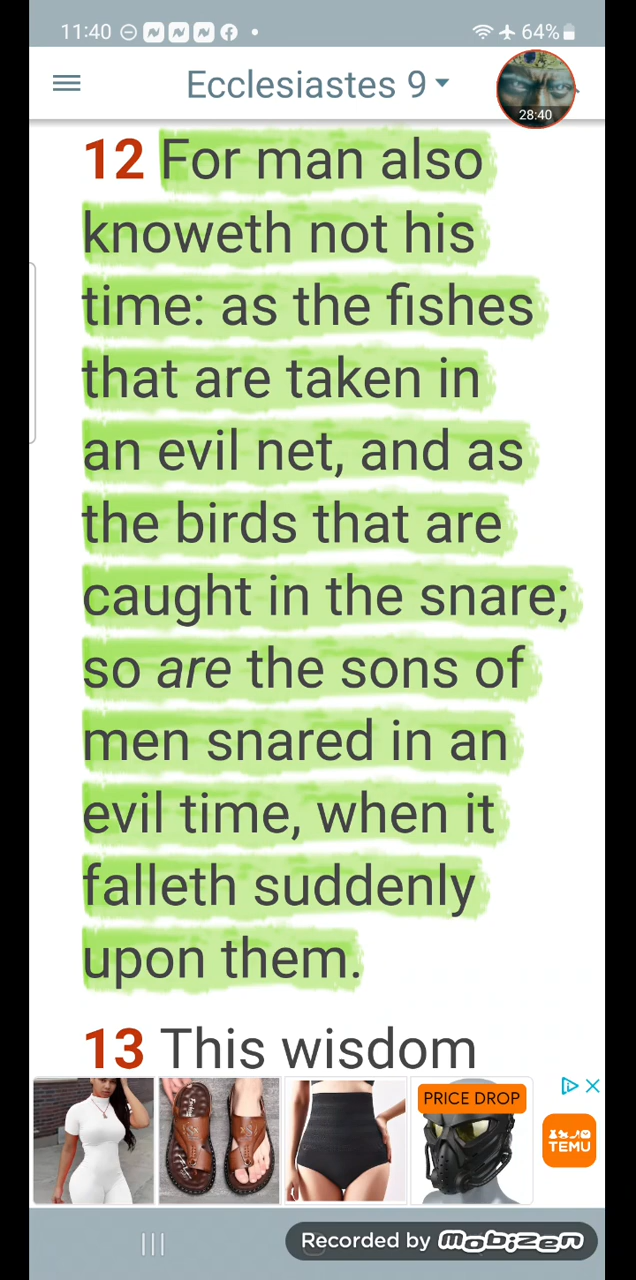 11:40
64%
Ecclesiastes 9
28:40
12 For man also
knoweth not his
time: as the fishes
that are taken in
an evil net, and as
the birds that are
caught in the snare;
so are the sons of
men snared in an
evil time, when it
falleth suddenly
upon them.
13 This wisdom
PRICE DROP
TEMU
Recorded by mobizen